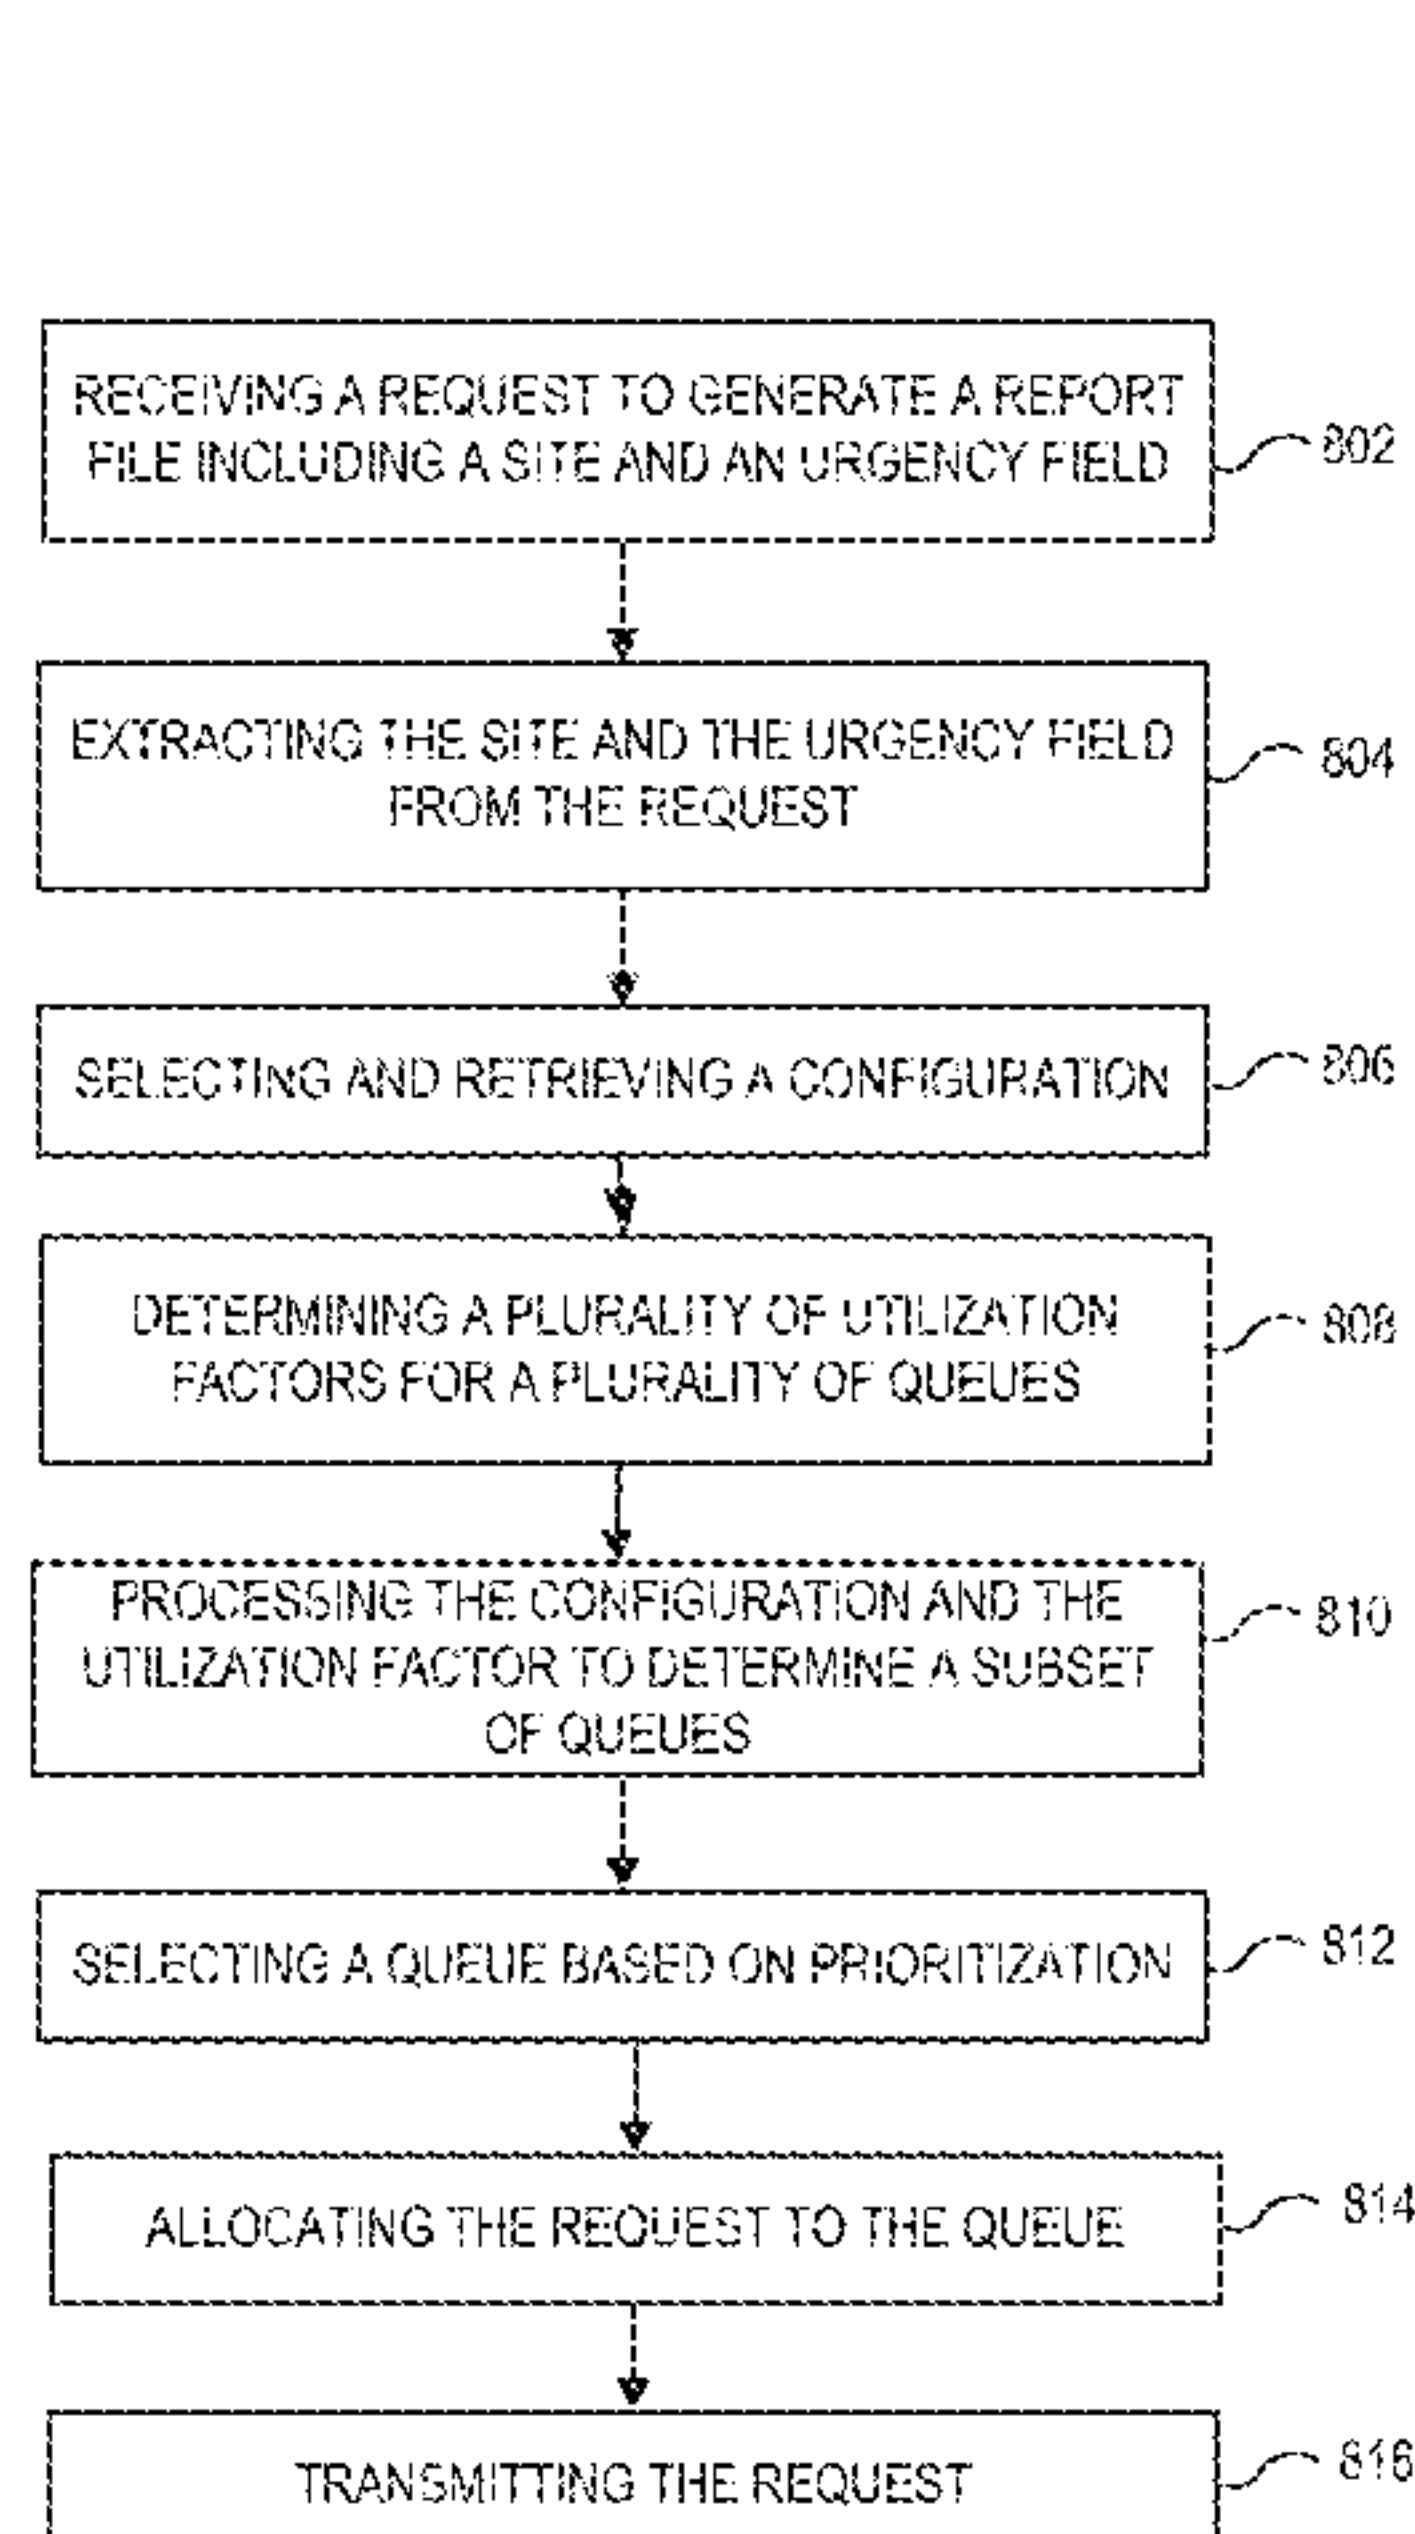 RECEIVING A REQUEST TO GENERATE A REPORT
FILE INCLUDING A SITE AND AN URGENCY FIELD
802
EXTRACTING THE SITE AND THE URGENCY FIELD
FROM THE REQUEST
804
SELECTING AND RETRIEVING A CONFIGURATION
806
DETERMINING A PLURALITY OF UTILIZATION
FACTORS FOR A PLURALITY OF QUEUES
808
PROCESSING THE CONFIGURATION AND THE
UTILIZATION FACTOR TO DETERMINE A SUBSET
OF QUEUES
810
SELECTING A QUEUE BASED ON PRIORITIZATION
812
ALLOCATING THE REQUEST TO THE QUEUE
814
TRANSMITTING THE REQUEST
816